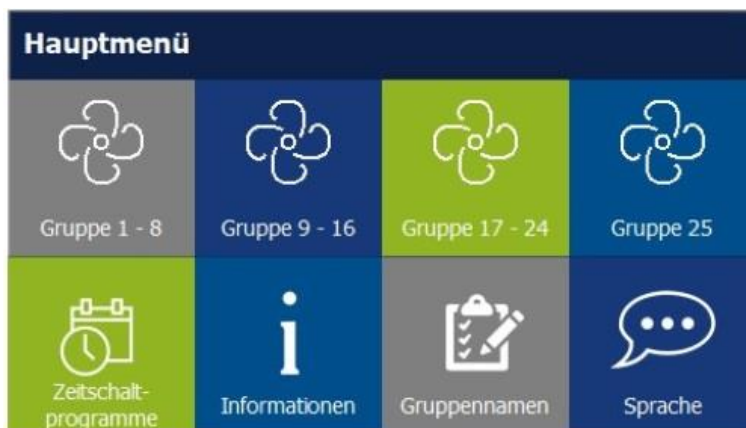 Hauptmenü
Gruppe 1 - 8
Gruppe 9 - 16
Gruppe 17 - 24
Gruppe 25
Zeitschalt-
programme
Informationen
Gruppennamen
Sprache